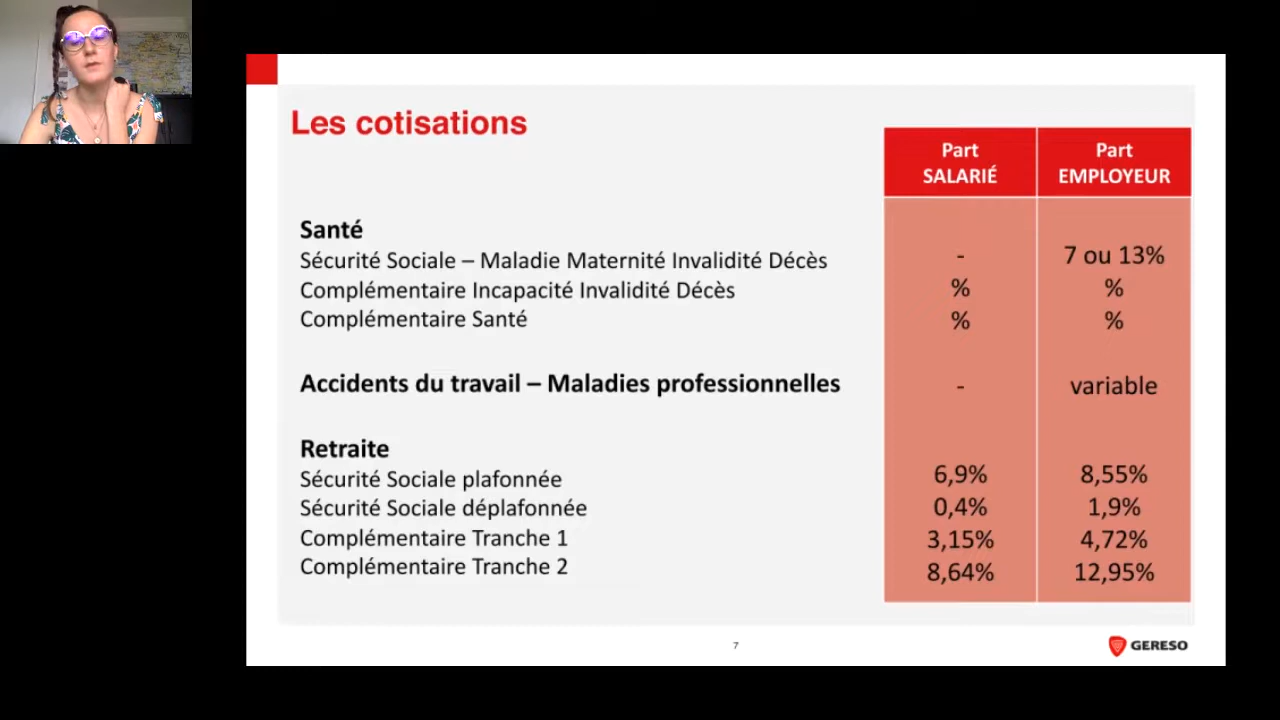 Les cotisations
Part Part
SALARIÉ EMPLOYEUR
Santé
Sécurité Sociale – Maladie Maternité Invalidité Décès - 7 ou 13%
Complémentaire Incapacité Invalidité Décès % %
Complémentaire Santé % %
Accidents du travail – Maladies professionnelles - variable
Retraite
Sécurité Sociale plafonnée 6,9% 8,55%
Sécurité Sociale déplafonnée 0,4% 1,9%
Complémentaire Tranche 1 3,15% 4,72%
Complémentaire Tranche 2 8,64% 12,95%
7
GERESO